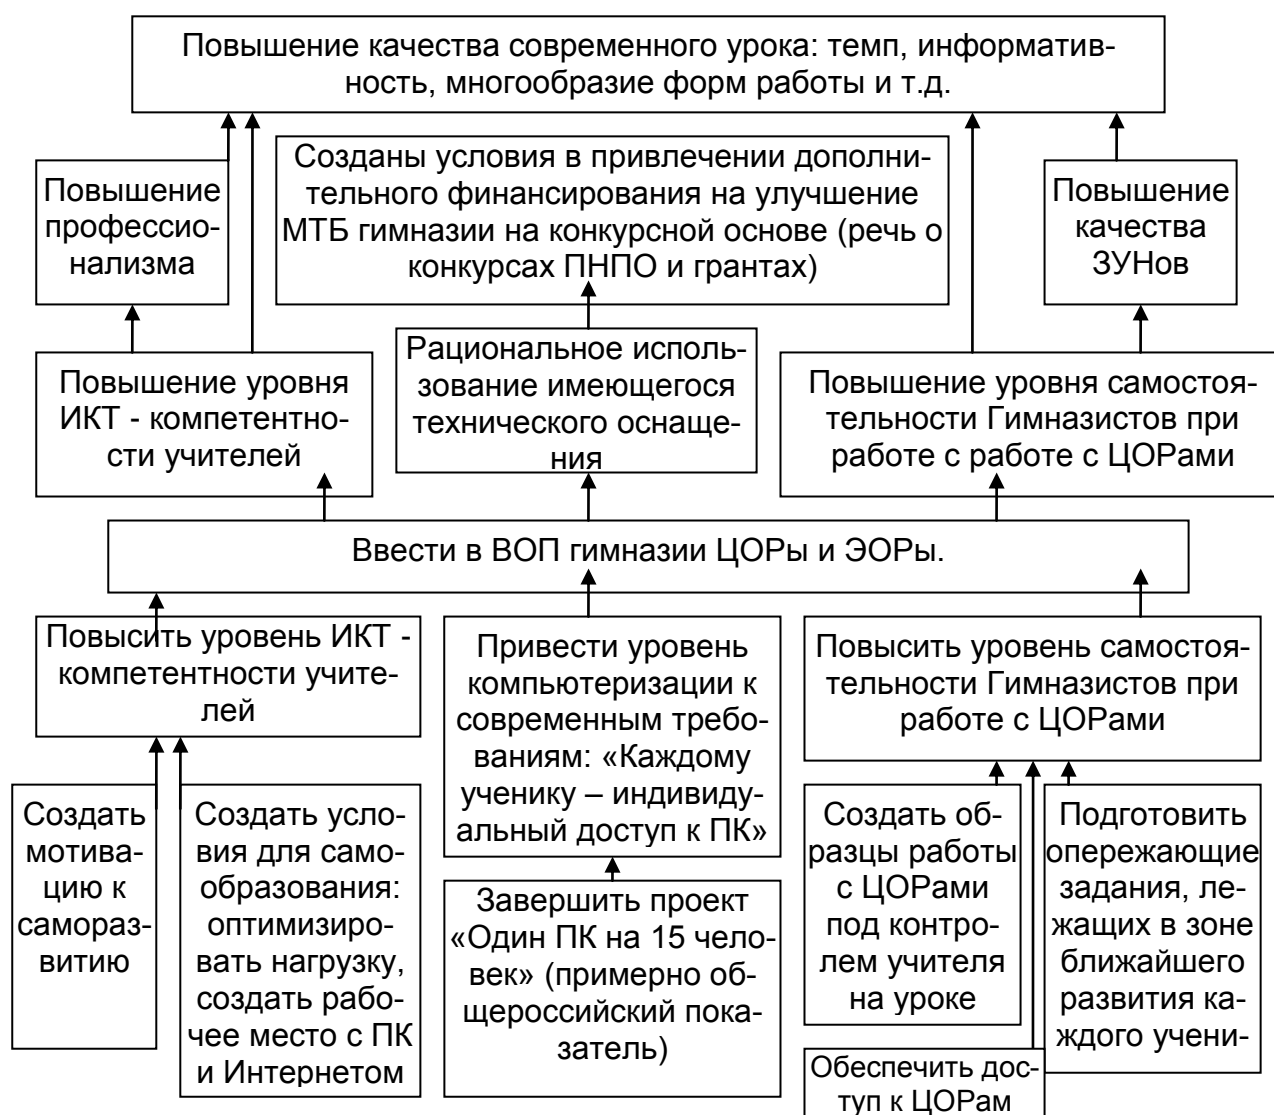 Повышение качества современного урока: темп, информатив-
ность, многообразие форм работы и т.д.
Повышение
профессио-
нализма
Созданы условия в привлечении дополни-
тельного финансирования на улучшение
МТБ гимназии на конкурсной основе (речь о
конкурсах ПНПО и грантах)
Повышение
качества
ЗУНов
Повышение уровня
ИКТ - компетентно-
сти учителей
Рациональное исполь-
зование имеющегося
технического оснаще-
ния
Повышение уровня самостоя-
тельности Гимназистов при
работе с работе с ЦОРами
Ввести в ВОП гимназии ЦОРы и ЭОРы.
Повысить уровень ИКТ -
компетентности учите-
лей
Привести уровень
компьютеризации к
современным требо-
ваниям: «Каждому
ученику – индивиду-
альный доступ к ПК»
Повысить уровень самостоя-
тельности Гимназистов при
работе с ЦОРами
Создать
мотива-
цию к
самораз-
витию
Создать усло-
вия для само-
образования:
оптимизиро-
вать нагрузку,
создать рабо-
чее место с ПК
и Интернетом
Завершить проект
«Один ПК на 15 чело-
век» (примерно об-
щероссийский пока-
затель)
Создать об-
разцы работы
с ЦОРами
под контро-
лем учителя
на уроке
Подготовить
опережающие
задания, ле-
жащих в зоне
ближайшего
развития ка-
ждого учени-
Обеспечить дос-
туп к ЦОРам